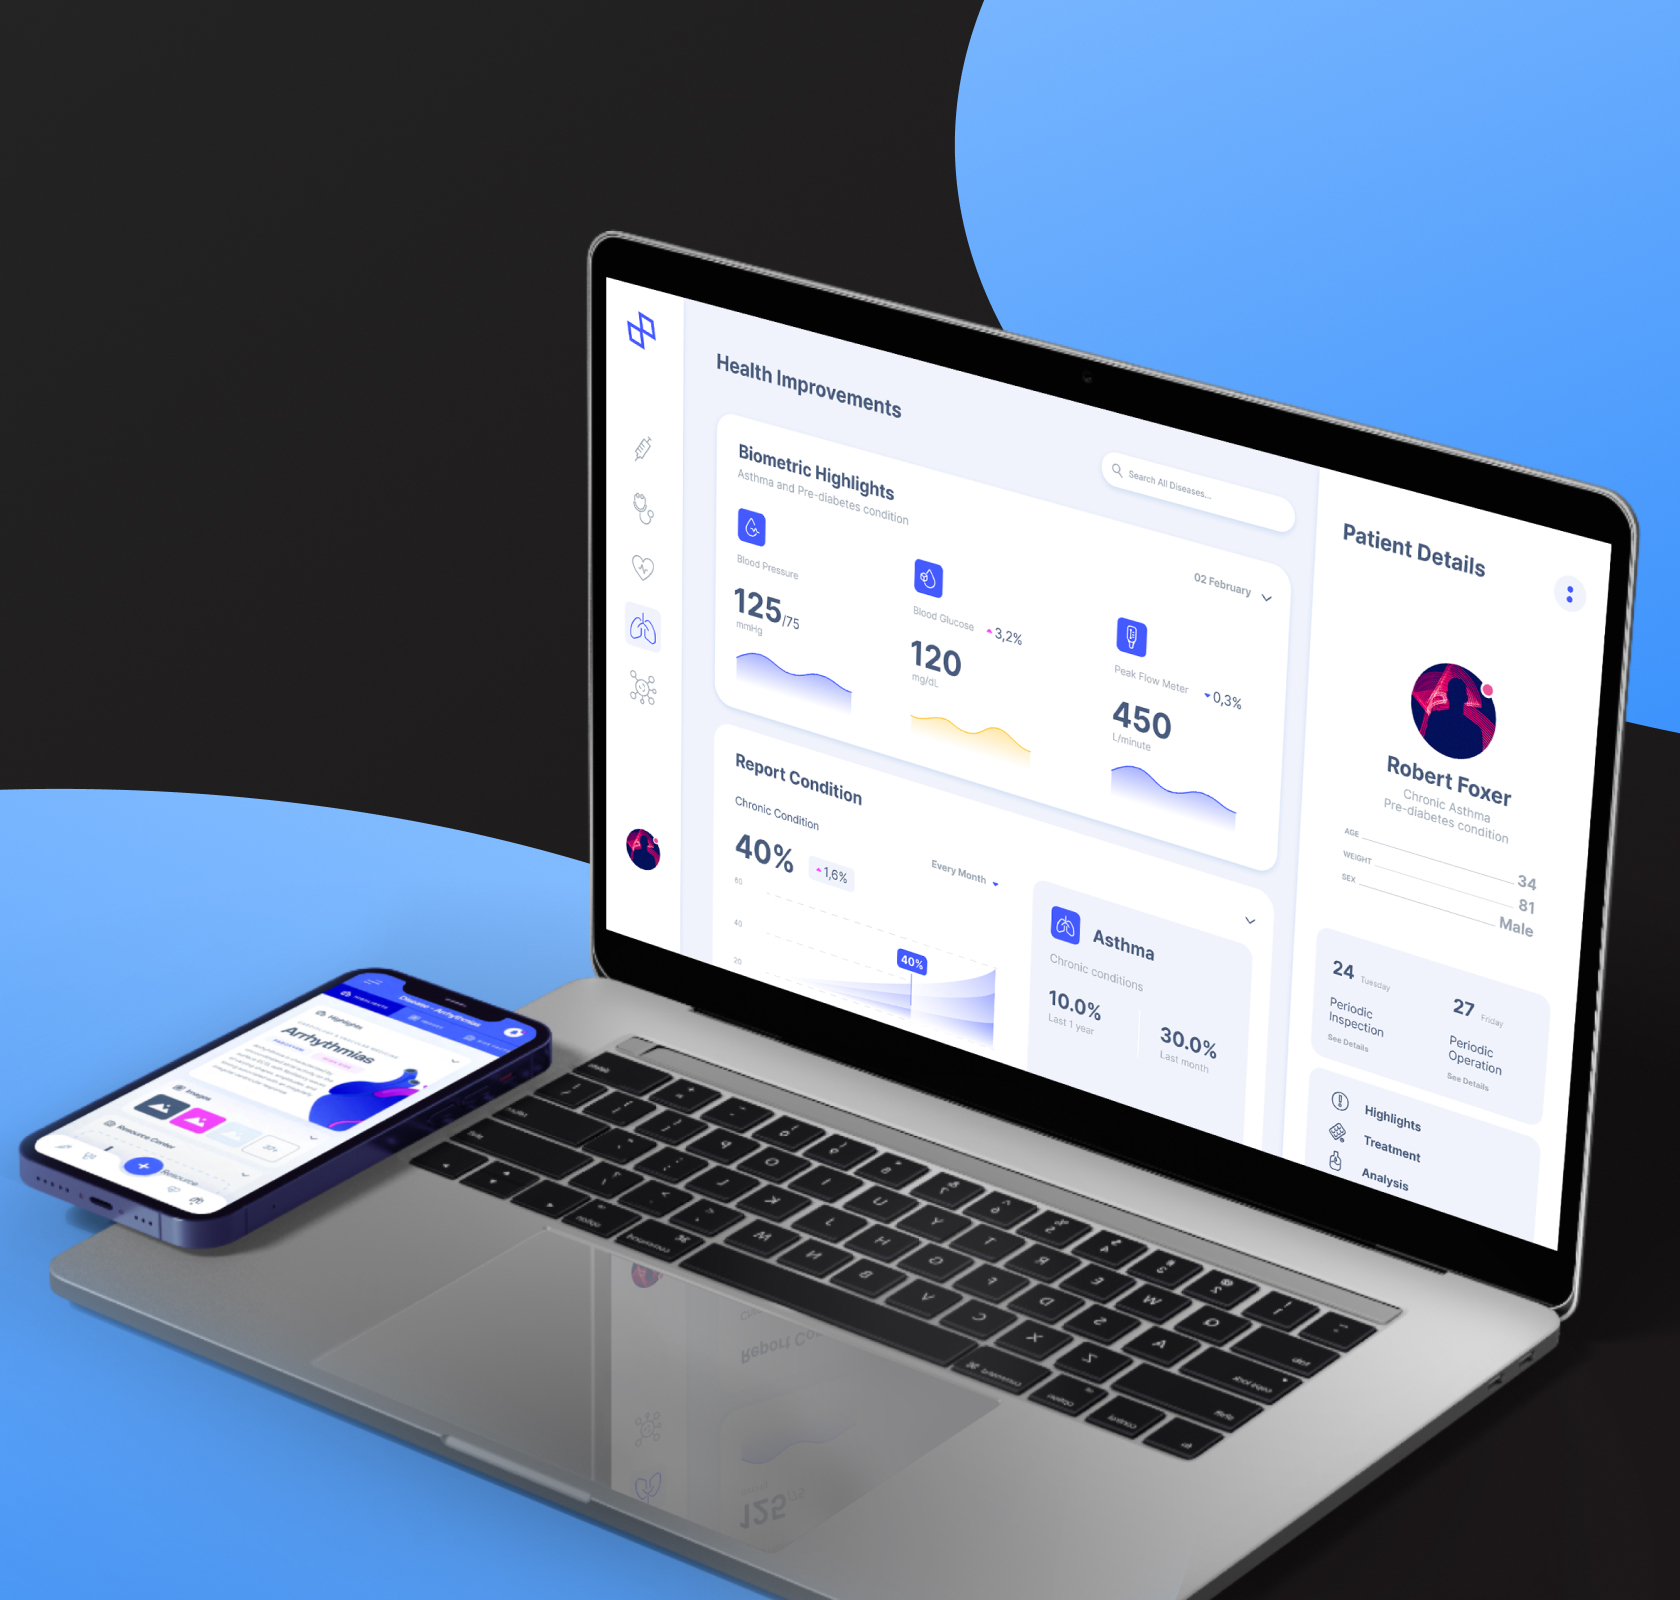 Health Improvements
Search All Diseases...
Biometric Highlights
Asthma and Pre-diabetes condition
02 February
Blood Pressure
125/75
mmHg
Blood Glucose
3,2%
120
mg/dL
Peak Flow Meter
0,3%
450
L/minute
Report Condition
Chronic Condition
40%
1,6%
Every Month
60
40
20
40%
Asthma
Chronic conditions
10.0%
Last 1 year
30.0%
Last month
Patient Details
Robert Foxer
Chronic Asthma
Pre-diabetes condition
AGE
34
WEIGHT
81
SEX
Male
24 Tuesday
Periodic
Inspection
See Details
27 Friday
Periodic
Operation
See Details
Highlights
Treatment
Analysis
Disease - Arrhythmias
Highlights
Arrhythmias
Images
Resource Center
Resource